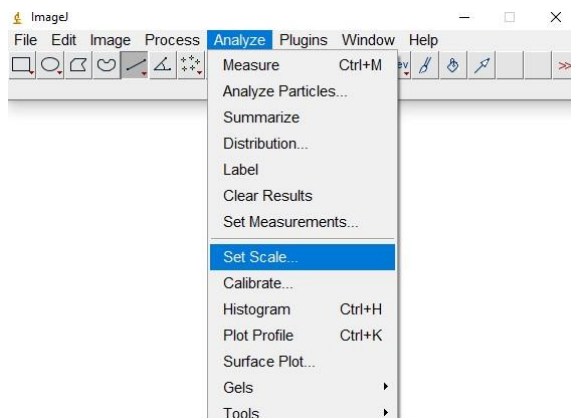 ImageJ
File Edit Image Process Analyze Plugins Window Help
Measure Ctrl+M
Analyze Particles...
Summarize
Distribution...
Label
Clear Results
Set Measurements...
Set Scale...
Calibrate...
Histogram Ctrl+H
Plot Profile Ctrl+K
Surface Plot...
Gels
Tools